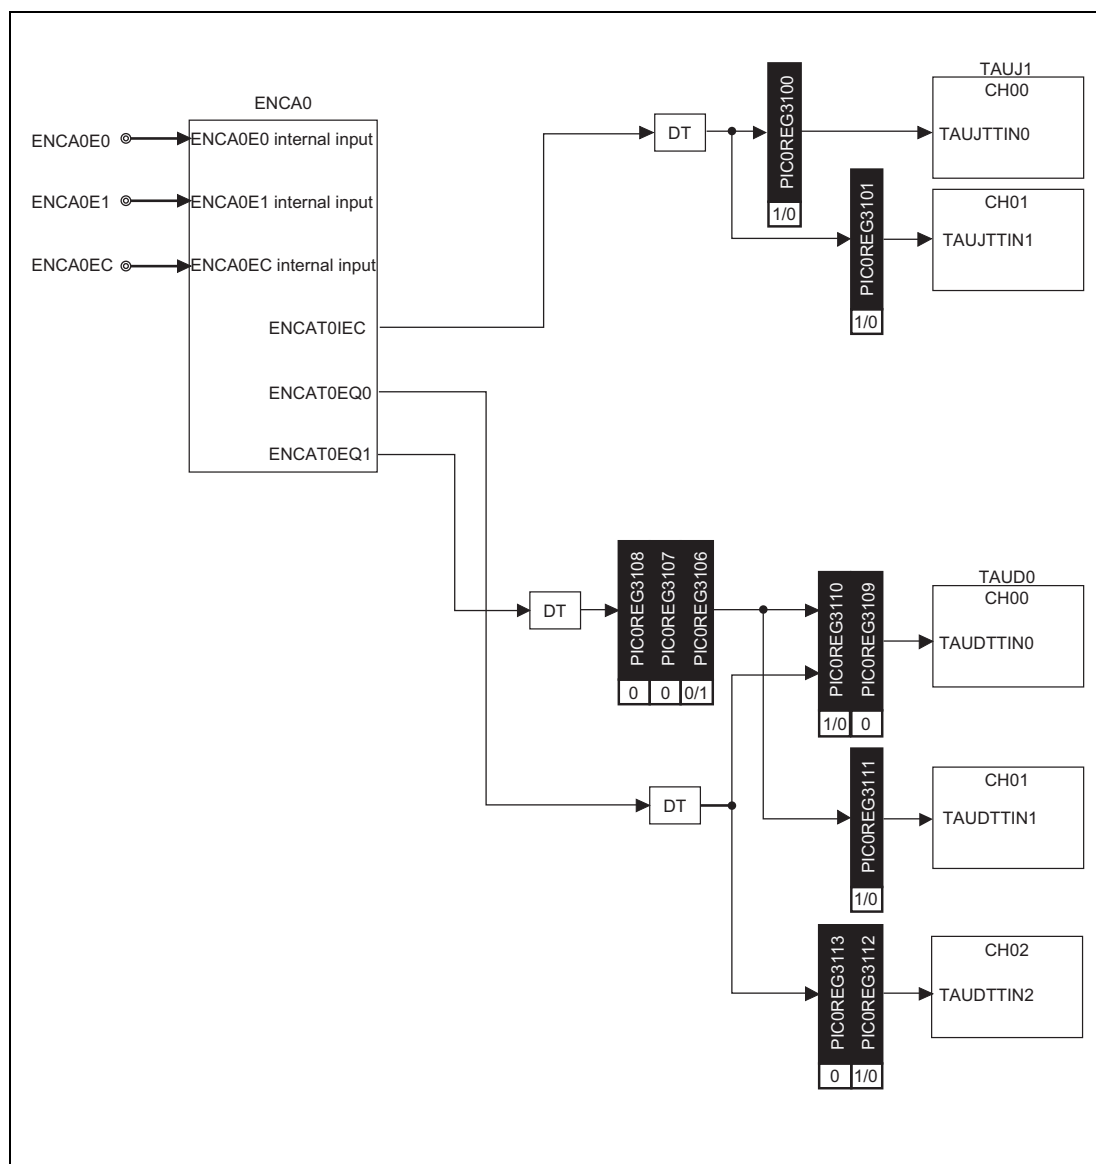 TAUJ1
CH00
TAUJTTIN0
PIC0REG3100
1/0
DT
ENCA0
ENCA0E0
ENCA0E0 internal input
ENCA0E1
ENCA0E1 internal input
ENCA0EC
ENCA0EC internal input
ENCAT0IEC
ENCAT0EQ0
ENCAT0EQ1
PIC0REG3101
1/0
CH01
TAUJTTIN1
DT
PIC0REG3108
PIC0REG3107
PIC0REG3106
0
0
0/1
PIC0REG3110
PIC0REG3109
1/0
0
TAUD0
CH00
TAUDTTIN0
DT
PIC0REG3111
1/0
CH01
TAUDTTIN1
PIC0REG3113
PIC0REG3112
0
1/0
CH02
TAUDTTIN2